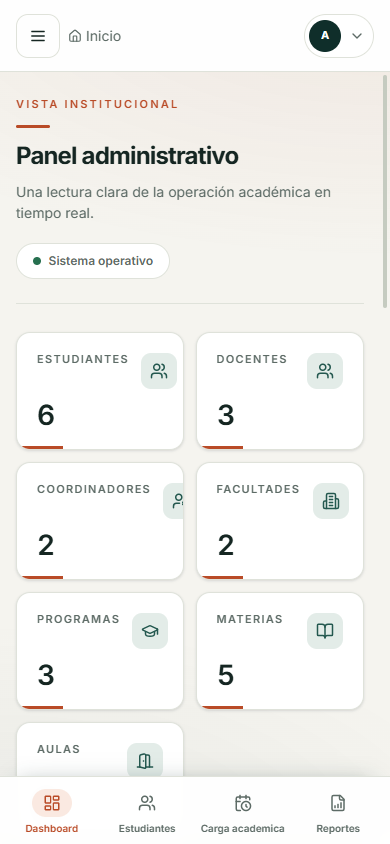 Inicio
A
VISTA INSTITUCIONAL
Panel administrativo
Una lectura clara de la operación académica en
tiempo real.
Sistema operativo
ESTUDIANTES
6
DOCENTES
3
COORDINADORES
2
FACULTADES
2
PROGRAMAS
3
MATERIAS
5
AULAS
Dashboard
Estudiantes
Carga academica
Reportes